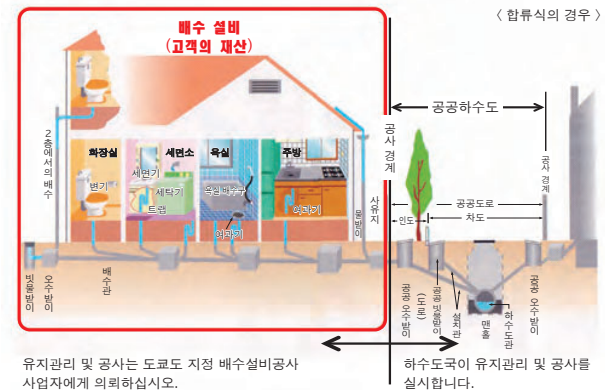 〈 합류식의 경우 〉
배수 설비
(고객의 재산)
공공하수도
공사 경계
공사 경계
2층에서의 배수
화장실
세면소
욕실
주방
변기
세면기
세탁기
트랩
욕실 배수구
여과기
여과기
물받이
사유지
공공도로
인도
차도
빗물받이
오수받이
배수관
공공 오수받이
공공 빗물받이
(도로)
설치관
맨홀
하수도관
공공 오수받이
유지관리 및 공사는 도쿄도 지정 배수설비공사
사업자에게 의뢰하십시오.
하수도국이 유지관리 및 공사를
실시합니다.